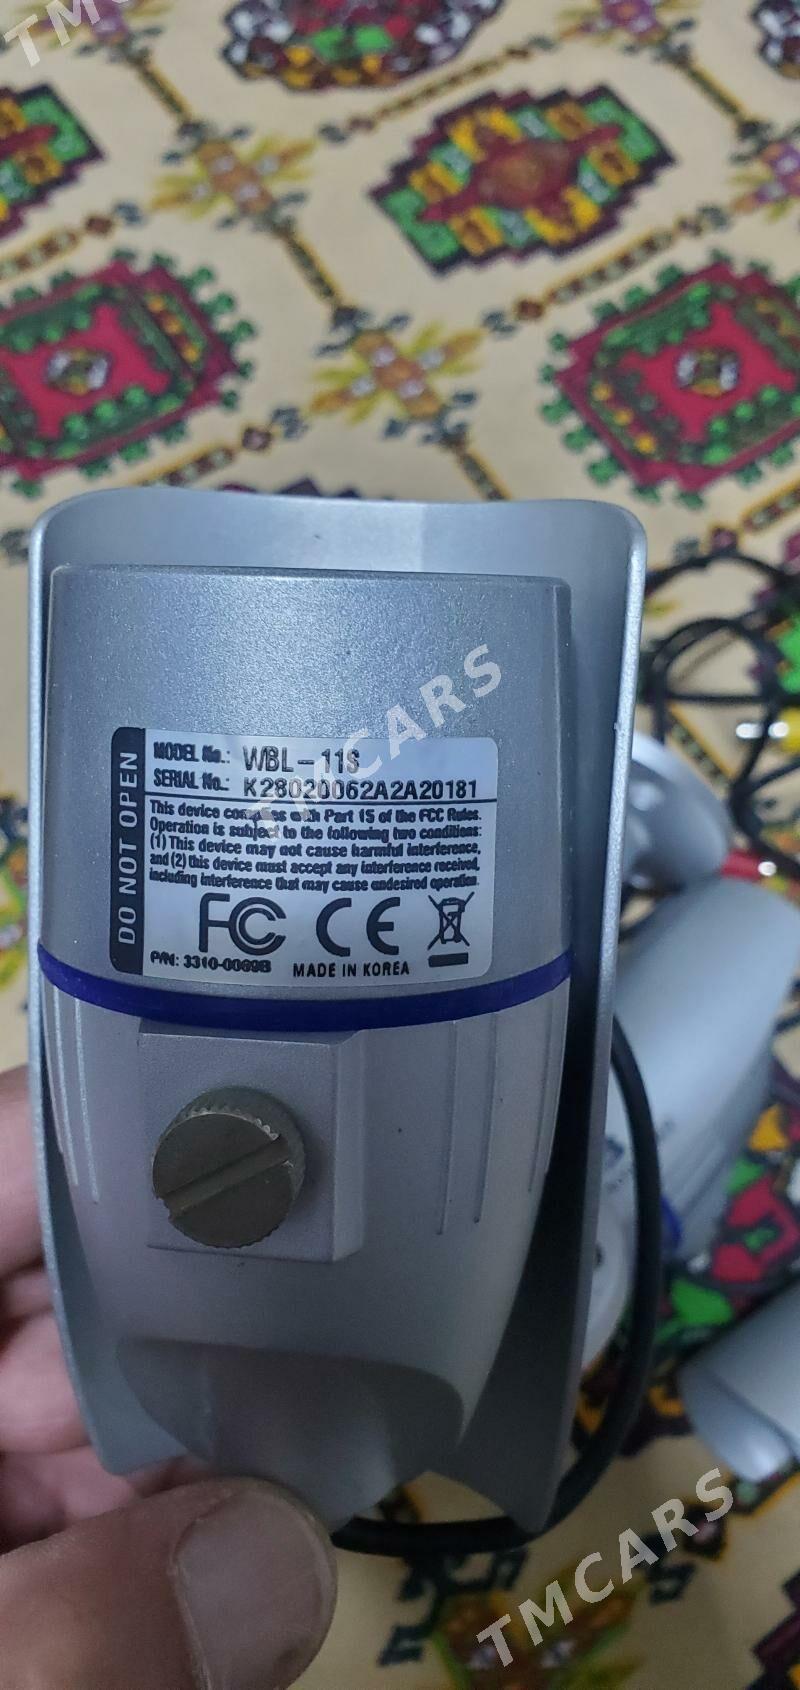 TMCARS
DO NOT OPEN
MODEL No.: WBL-11S
SERIAL No.: K28020062A2A20181
This device complies with Part 15 of the FCC Rules.
Operation is subject to the following two conditions:
(1) This device may not cause harmful interference,
and (2) this device must accept any interference received,
including interference that may cause undesired operation.
FC CE
P/N: 3310-0069B MADE IN KOREA
TMCARS
TMCARS